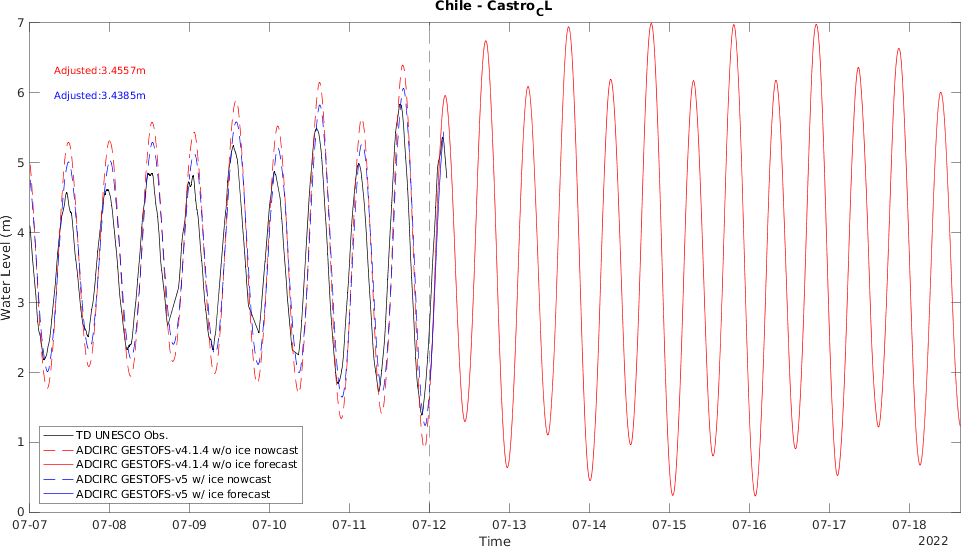 Chile - Castro_CL
7
Adjusted:3.4557m
6
Adjusted:3.4385m
5
4
Water Level (m)
3
2
1
0
TD UNESCO Obs.
ADCIRC GESTOFS-v4.1.4 w/o ice nowcast
ADCIRC GESTOFS-v4.1.4 w/o ice forecast
ADCIRC GESTOFS-v5 w/ ice nowcast
ADCIRC GESTOFS-v5 w/ ice forecast
07-07 07-08 07-09 07-10 07-11 07-12 07-13 07-14 07-15 07-16 07-17 07-18
Time
2022